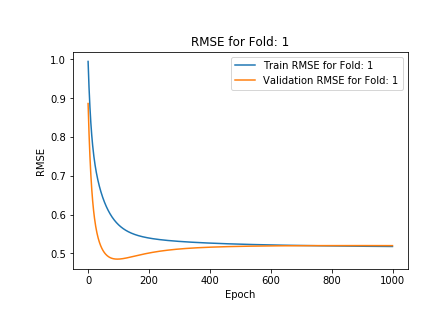 RMSE for Fold: 1
Train RMSE for Fold: 1
Validation RMSE for Fold: 1
1.0
0.9
0.8
0.7
0.6
0.5
RMSE
0
200
400
600
800
1000
Epoch